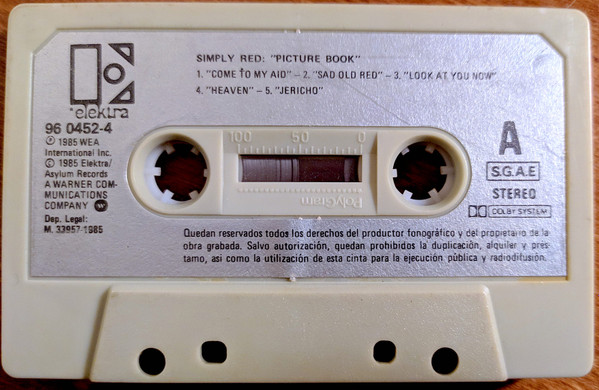 SIMPLY RED: "PICTURE BOOK"
1. "COME TO MY AID" – 2. "SAD OLD RED" – 3. "LOOK AT YOU NOW"
4. "HEAVEN" – 5. "JERICHO"
elektra
96 0452-4
Ⓟ 1985 WEA
International Inc.
© 1985 Elektra/
Asylum Records
A WARNER COM-
MUNICATIONS
COMPANY
Dep. Legal:
M. 33957-1985
100 50 0
PolyGram
A
S.G.A.E
STEREO
DOLBY SYSTEM
Quedan reservados todos los derechos del productor fonográfico y del propietario de la
obra grabada. Salvo autorización, quedan prohibidos la duplicación, alquiler y prés-
tamo, así como la utilización de esta cinta para la ejecución pública y radiodifusión.